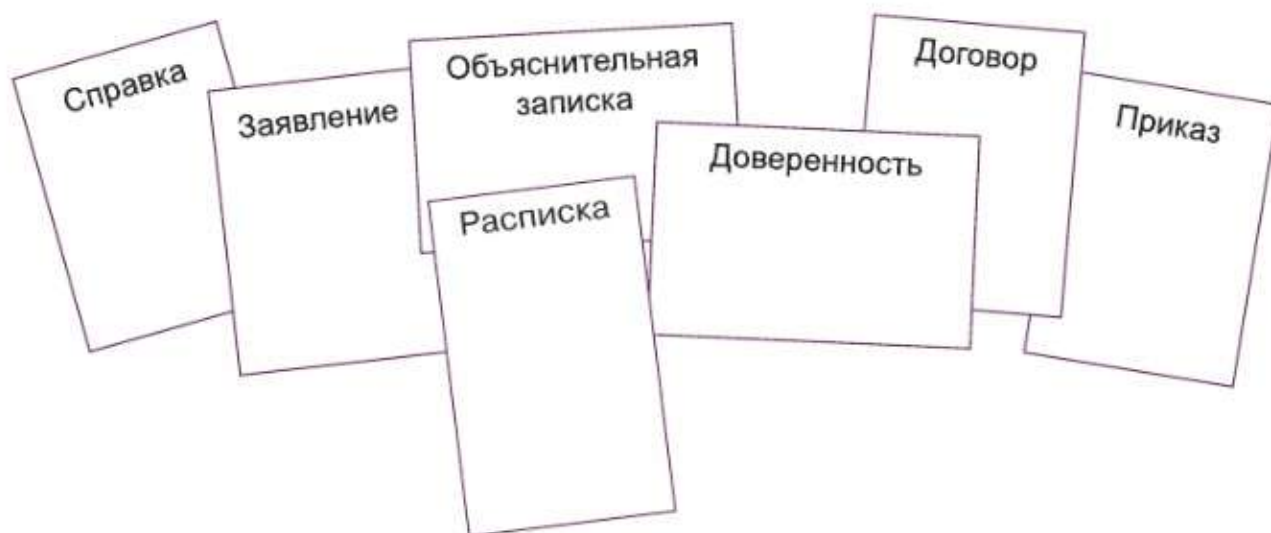 Справка
Заявление
Объяснительная
записка
Расписка
Доверенность
Договор
Приказ